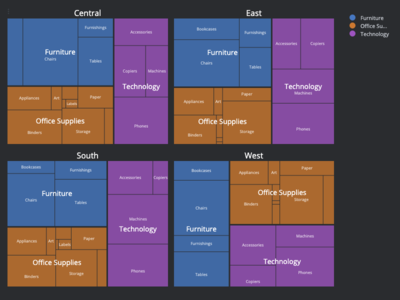 Central
Furnishings
Furniture
Chairs
Tables
Accessories
Copiers
Machines
Technology
Phones
Appliances
Art
Labels
Paper
Office Supplies
Binders
Storage
East
Bookcases
Furnishings
Furniture
Chairs
Tables
Accessories
Copiers
Technology
Machines
Phones
Appliances
Art
Paper
Office Supplies
Binders
Storage
Furniture
Office Su...
Technology
South
Bookcases
Furnishings
Furniture
Chairs
Tables
Accessories
Copiers
Machines
Technology
Phones
Appliances
Art
Labels
Paper
Office Supplies
Binders
Storage
West
Bookcases
Chairs
Furniture
Furnishings
Tables
Appliances
Art
Paper
Office Supplies
Binders
Storage
Accessories
Machines
Technology
Copiers
Phones